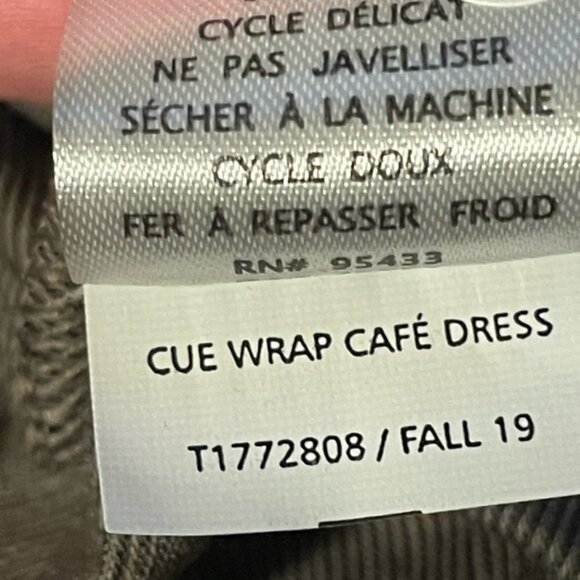 CYCLE DÉLICAT
NE PAS JAVELLISER
SÉCHER À LA MACHINE
CYCLE DOUX
FER À REPASSER FROID
RN# 95433
CUE WRAP CAFÉ DRESS
T1772808 / FALL 19